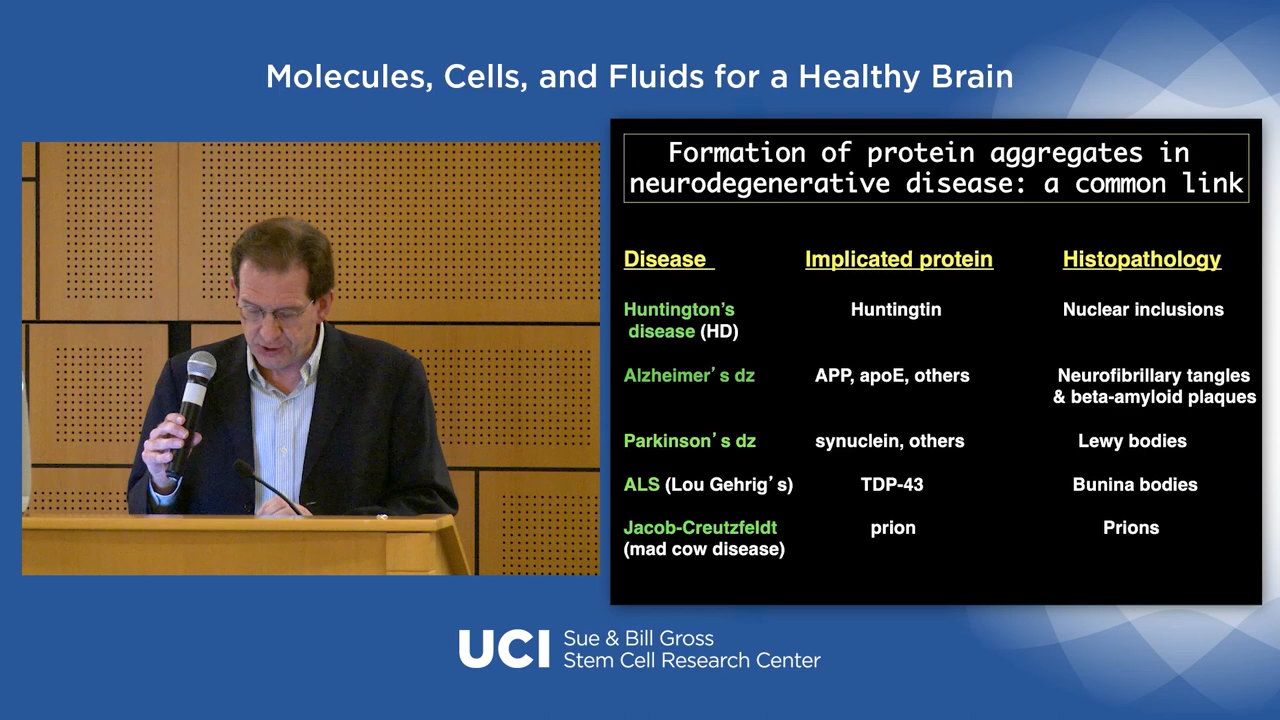 Molecules, Cells, and Fluids for a Healthy Brain
Formation of protein aggregates in
neurodegenerative disease: a common link
Disease Implicated protein Histopathology
Huntington's Huntingtin Nuclear inclusions
disease (HD)
Alzheimer's dz APP, apoE, others Neurofibrillary tangles
& beta-amyloid plaques
Parkinson's dz synuclein, others Lewy bodies
ALS (Lou Gehrig's) TDP-43 Bunina bodies
Jacob-Creutzfeldt prion Prions
(mad cow disease)
UCI Sue & Bill Gross
Stem Cell Research Center